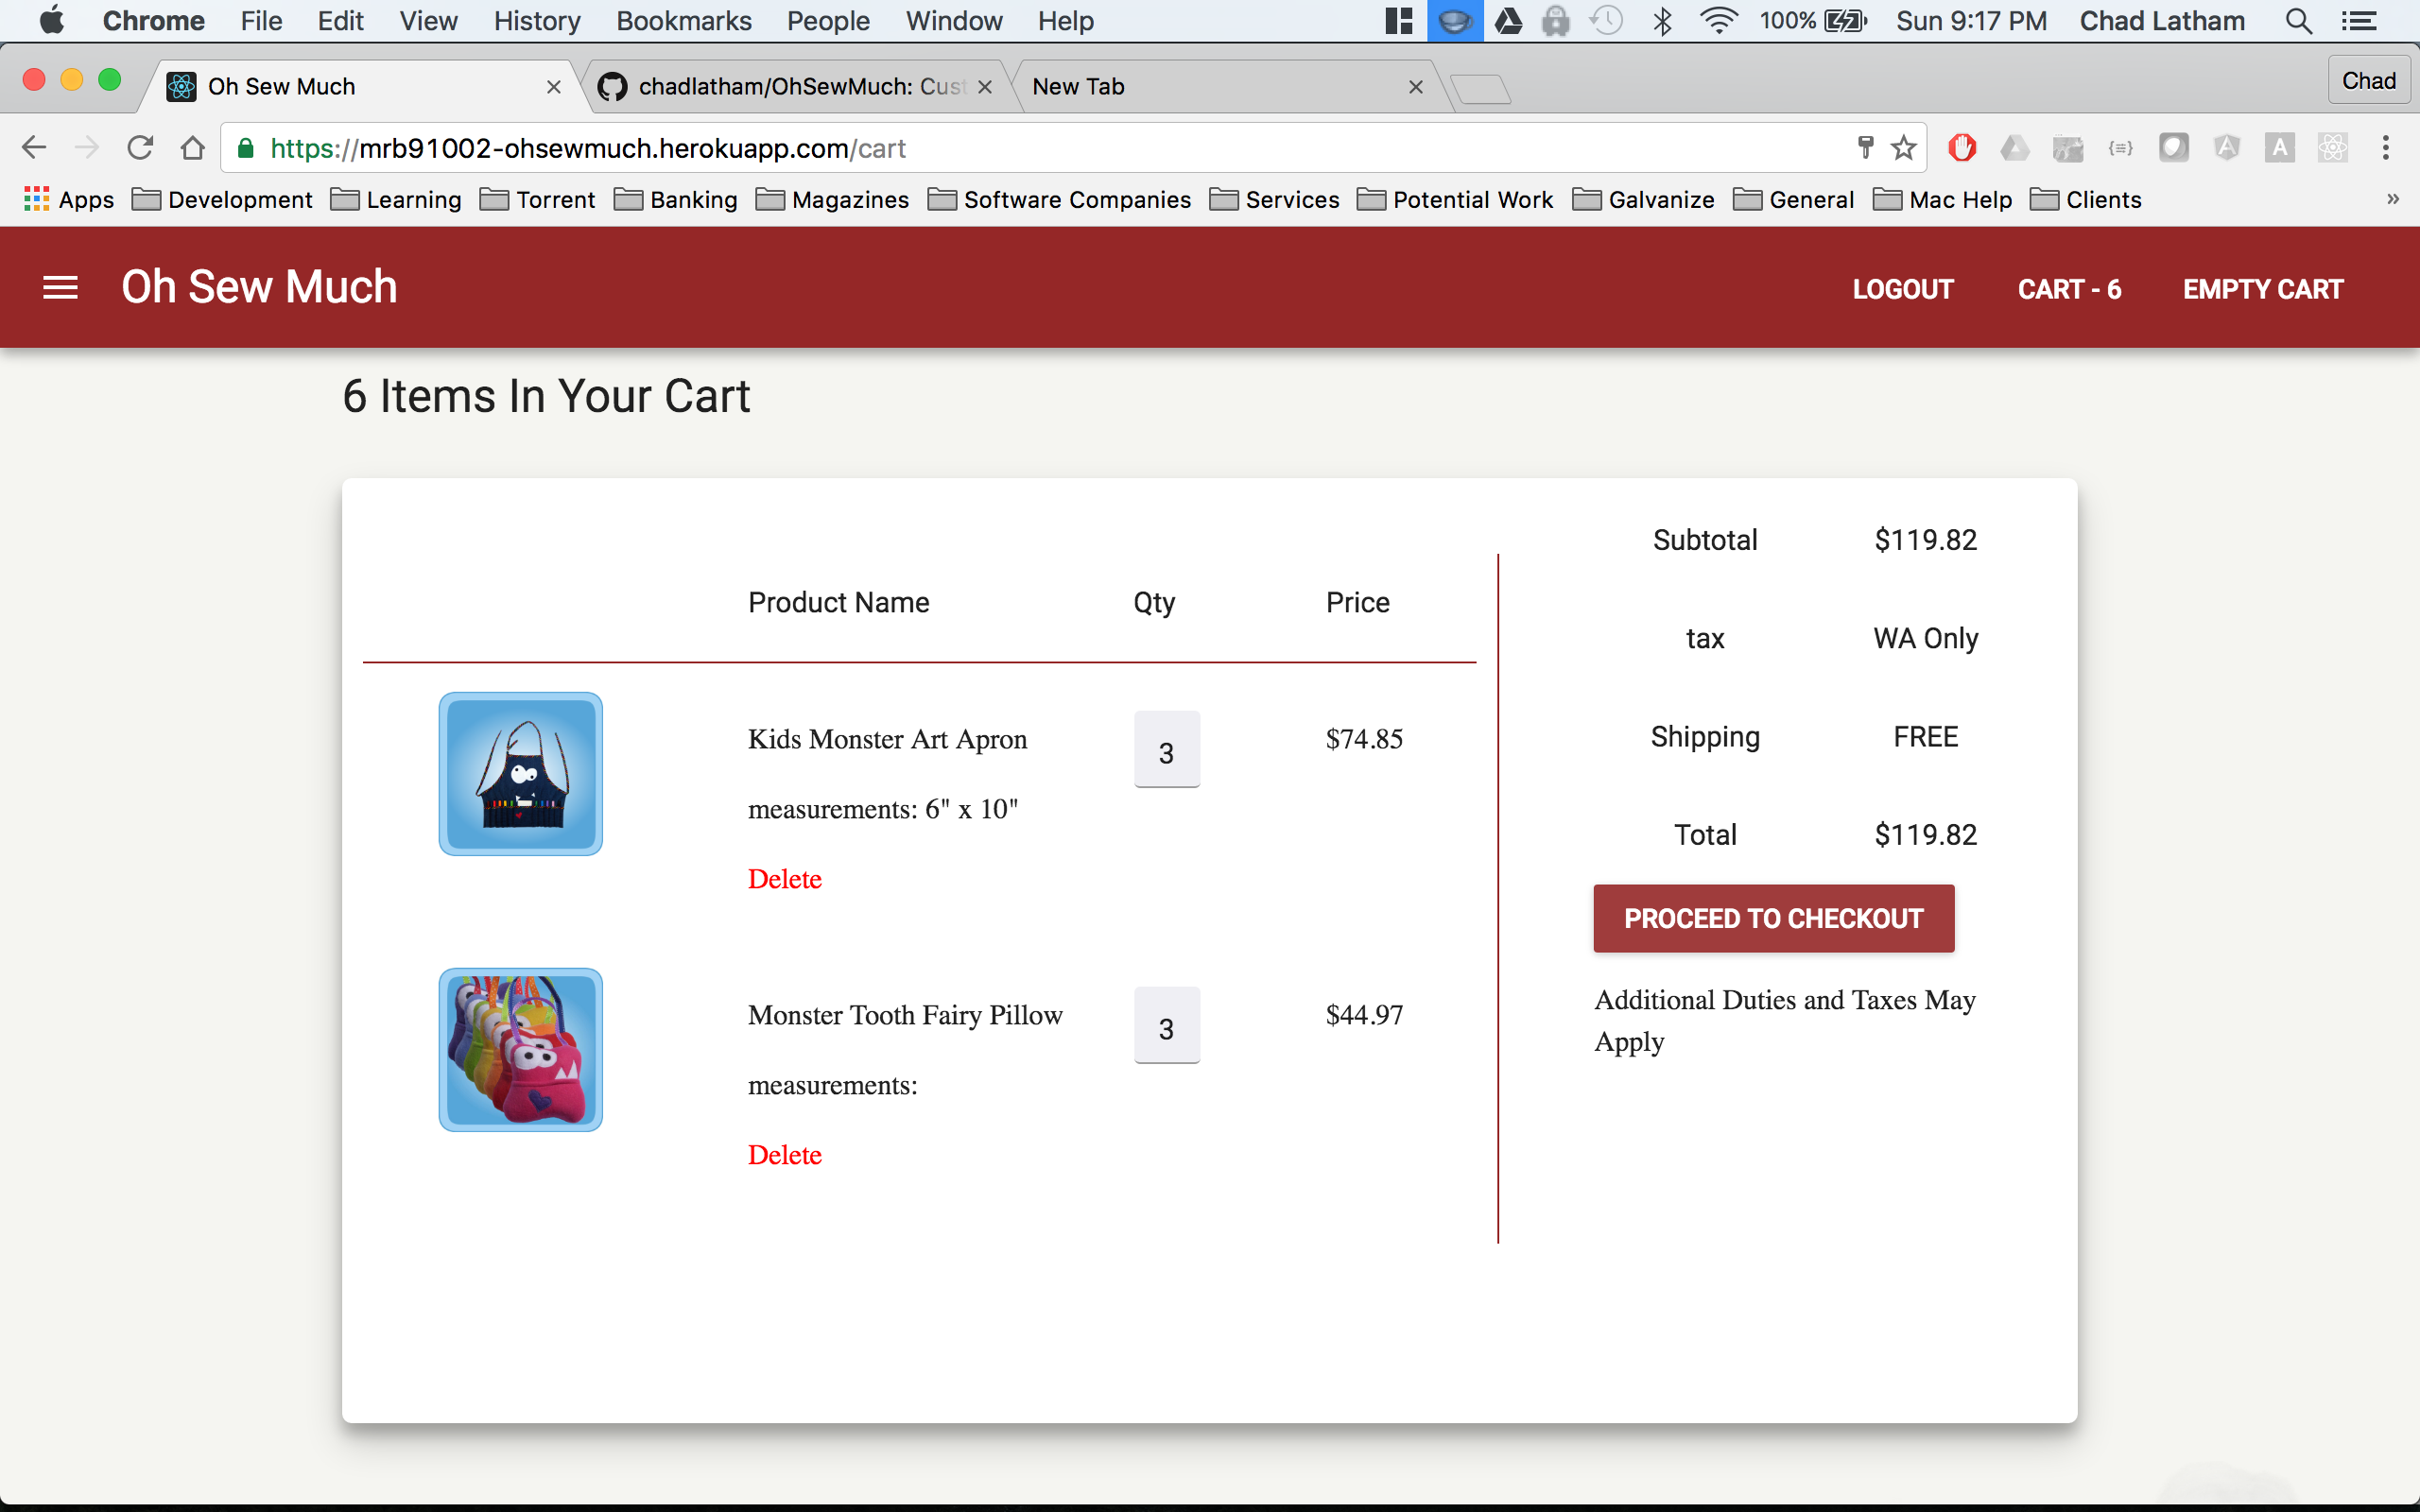 Chrome File Edit View History Bookmarks People Window Help 100% Sun 9:17 PM Chad Latham
Oh Sew Much chadlatham/OhSewMuch: Cust New Tab Chad
https://mrb91002-ohsewmuch.herokuapp.com/cart
Apps Development Learning Torrent Banking Magazines Software Companies Services Potential Work Galvanize General Mac Help Clients »
Oh Sew Much LOGOUT CART - 6 EMPTY CART
6 Items In Your Cart
Product Name Qty Price
Kids Monster Art Apron 3 $74.85
measurements: 6" x 10"
Delete
Monster Tooth Fairy Pillow 3 $44.97
measurements:
Delete
Subtotal $119.82
tax WA Only
Shipping FREE
Total $119.82
PROCEED TO CHECKOUT
Additional Duties and Taxes May
Apply